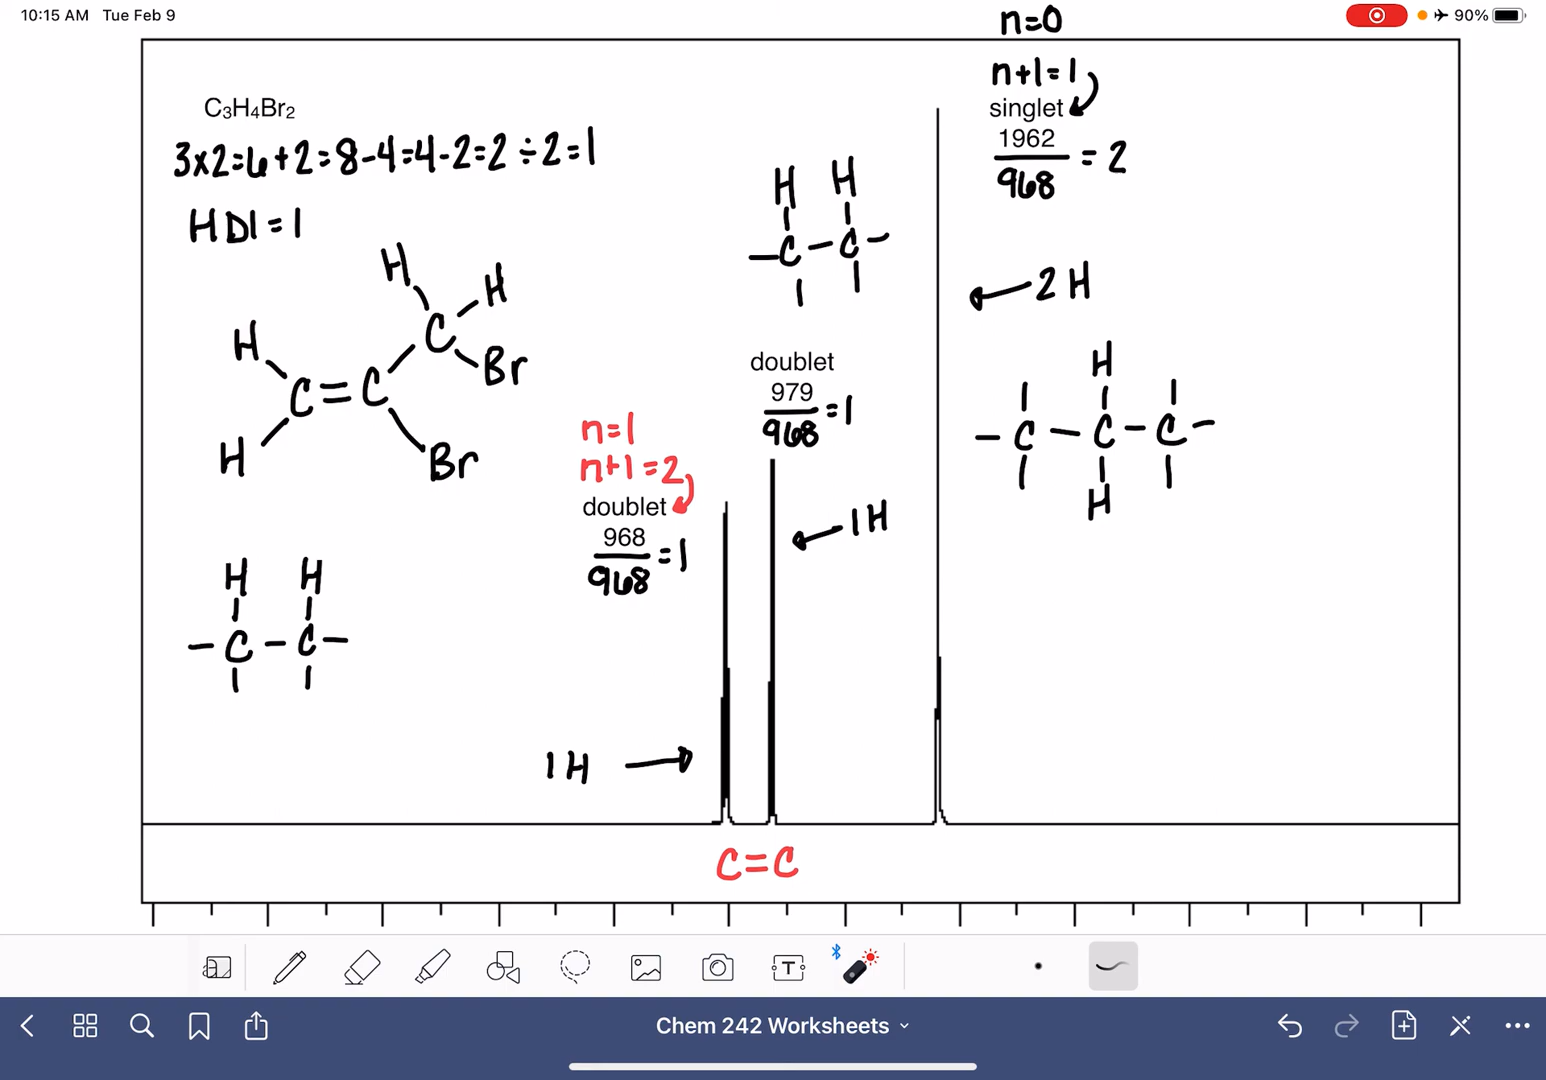 10:15 AM Tue Feb 9
90%
C₃H₄Br₂
3x2=6+2=8-4=4-2=2÷2=1
HDI=1
H H
H C
C=C Br
H Br
H H
-C-C-
n=1
n+1=2
doublet
968
968 =1
1H
H H
-C-C-
doublet
979
968 =1
1H
n=0
n+1=1
singlet
1962
968 = 2
2H
H
-C-C-C-
H
C=C
T
Chem 242 Worksheets